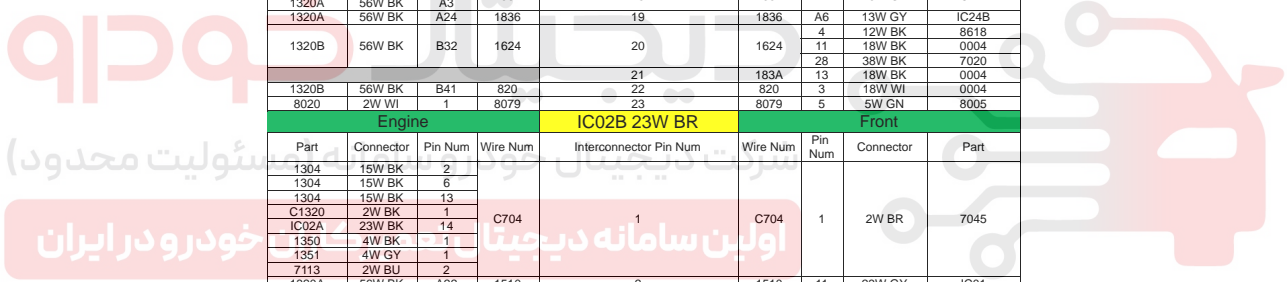 1320A 56W BK A3
1320A 56W BK A24 1836 19 1836 A6 13W GY IC24B
1320B 56W BK B32 1624 20 1624 4 12W BK 8618
11 18W BK 0004
28 38W BK 7020
21 183A 13 18W BK 0004
1320B 56W BK B41 820 22 820 3 18W WI 0004
8020 2W WI 1 8079 23 8079 5 5W GN 8005
Engine IC02B 23W BR Front
Part Connector Pin Num Wire Num Interconnector Pin Num Wire Num Pin Num Connector Part
1304 15W BK 2
1304 15W BK 6
1304 15W BK 13
C1320 2W BK 1 C704 1 C704 1 2W BR 7045
IC02A 23W BK 14
1350 4W BK 1
1351 4W GY 1
7113 2W BU 2
دیجیتال خودرو
شرکت دیجیتال خودرو سامانه (مسئولیت محدود)
اولین سامانه دیجیتال تعمیرکاران خودرو در ایران